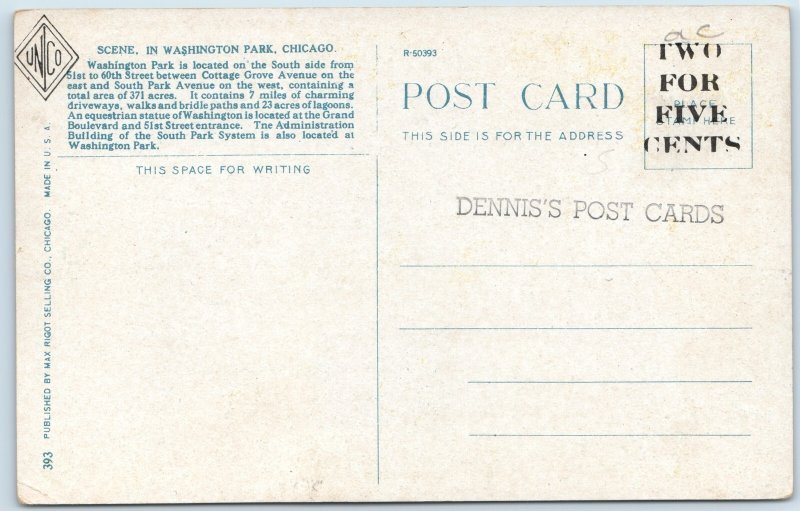 UNCO
SCENE, IN WASHINGTON PARK, CHICAGO.
Washington Park is located on the South side from
51st to 60th Street between Cottage Grove Avenue on the
east and South Park Avenue on the west, containing a
total area of 371 acres. It contains 7 miles of charming
driveways, walks and bridle paths and 23 acres of lagoons.
An equestrian statue of Washington is located at the Grand
Boulevard and 51st Street entrance. The Administration
Building of the South Park System is also located at
Washington Park.
THIS SPACE FOR WRITING
393 PUBLISHED BY MAX RIGOT SELLING CO., CHICAGO. MADE IN U. S. A.
R-50393
POST CARD
THIS SIDE IS FOR THE ADDRESS
ac
PLACE
STAMP HERE
TWO
FOR
FIVE
CENTS
5
DENNIS'S POST CARDS